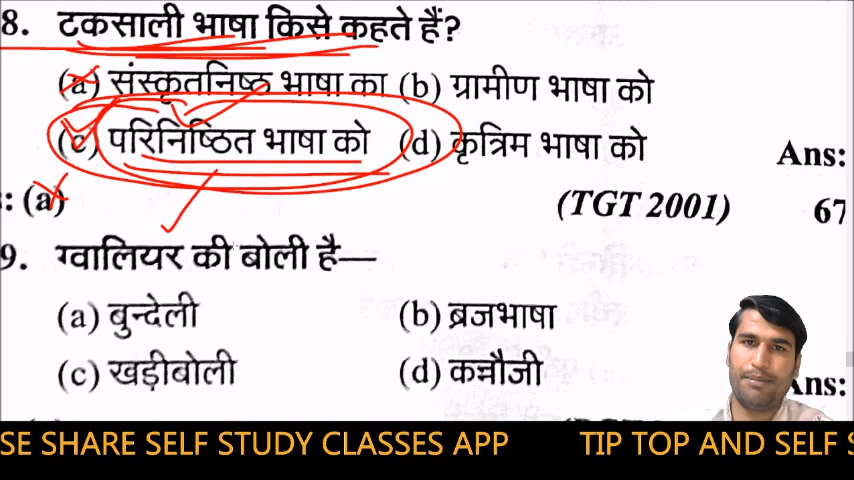 8. टकसाली भाषा किसे कहते हैं?
(a) संस्कृतनिष्ठ भाषा का (b) ग्रामीण भाषा को
(c) परिनिष्ठित भाषा को (d) कृत्रिम भाषा को
Ans:
: (a)
(TGT 2001)
67
9. ग्वालियर की बोली है—
(a) बुन्देली (b) ब्रजभाषा
(c) खड़ीबोली (d) कन्नौजी
Ans:
SE SHARE SELF STUDY CLASSES APP TIP TOP AND SELF S